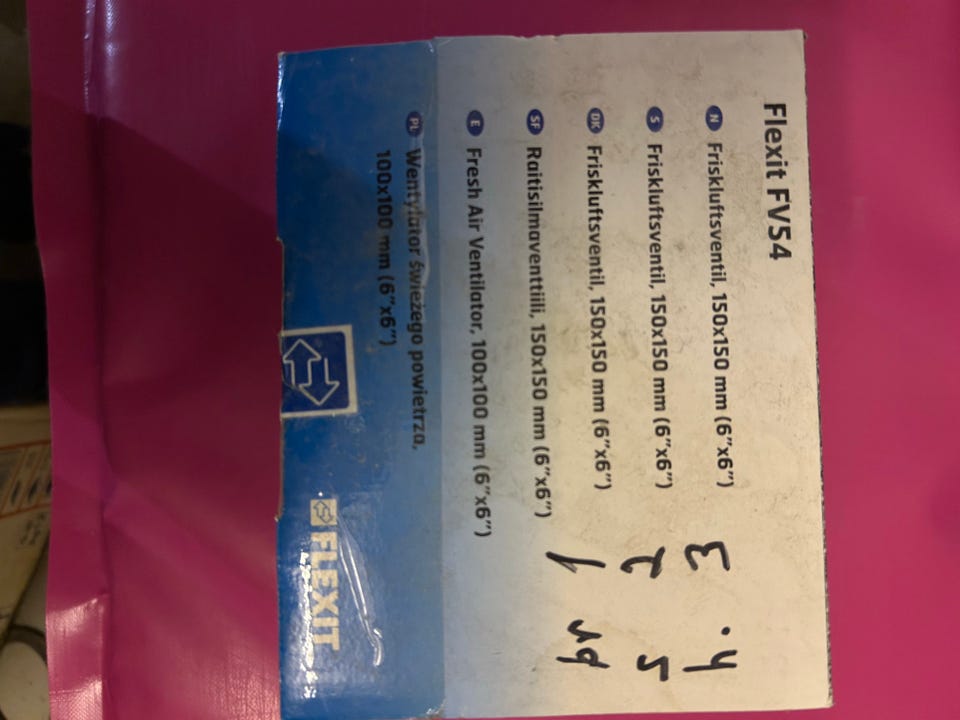 Flexit FV54
N Friskluftsventil, 150x150 mm (6"x6")
S Friskluftsventil, 150x150 mm (6"x6")
DK Friskluftsventil, 150x150 mm (6"x6")
SF Raitisilmaventtiili, 150x150 mm (6"x6")
E Fresh Air Ventilator, 100x100 mm (6"x6")
PL Wentylator świeżego powietrza,
100x100 mm (6"x6")
FLEXIT
3 . 4
2 5
1